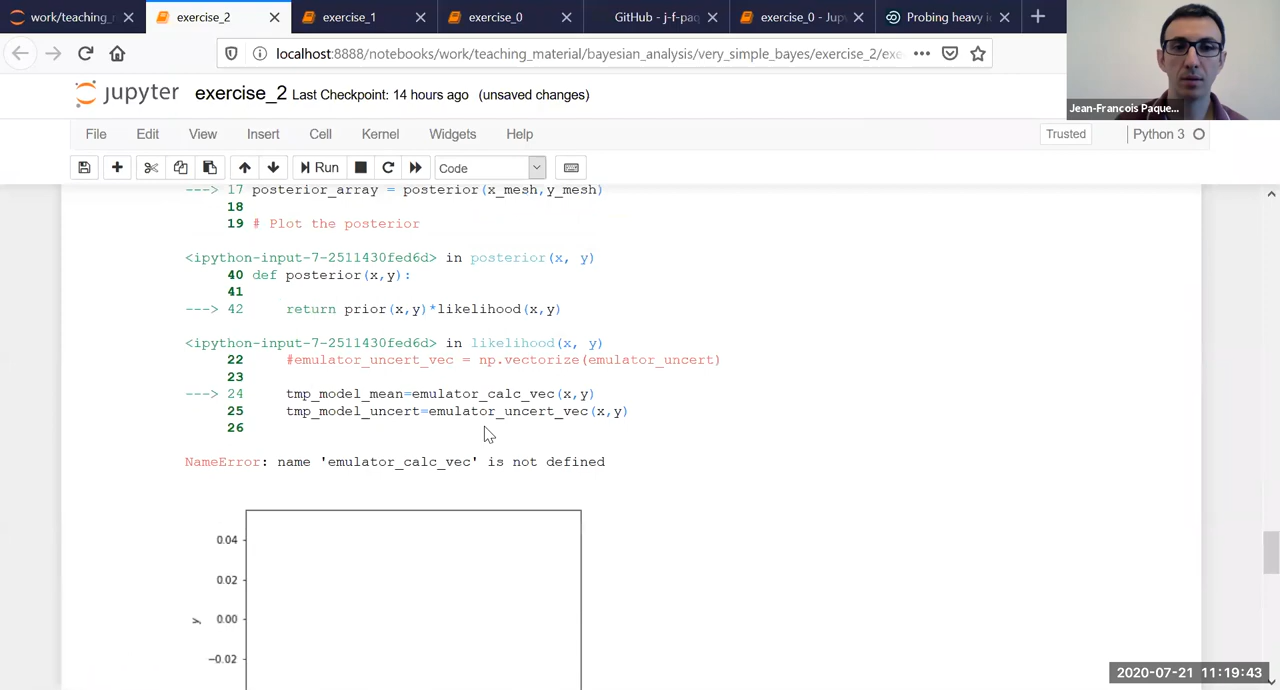 work/teaching_m
exercise_2
exercise_1
exercise_0
GitHub - j-f-paq
exercise_0 - Jup
Probing heavy i
localhost:8888/notebooks/work/teaching_material/bayesian_analysis/very_simple_bayes/exercise_2/exe
Jean-Francois Paque...
jupyter exercise_2 Last Checkpoint: 14 hours ago (unsaved changes)
File Edit View Insert Cell Kernel Widgets Help Trusted Python 3
Run Code
---> 17 posterior_array = posterior(x_mesh,y_mesh)
18
19 # Plot the posterior
<ipython-input-7-2511430fed6d> in posterior(x, y)
40 def posterior(x,y):
41
---> 42 return prior(x,y)*likelihood(x,y)
<ipython-input-7-2511430fed6d> in likelihood(x, y)
22 #emulator_uncert_vec = np.vectorize(emulator_uncert)
23
---> 24 tmp_model_mean=emulator_calc_vec(x,y)
25 tmp_model_uncert=emulator_uncert_vec(x,y)
26
NameError: name 'emulator_calc_vec' is not defined
0.04
0.02
0.00
y
−0.02
2020-07-21 11:19:43